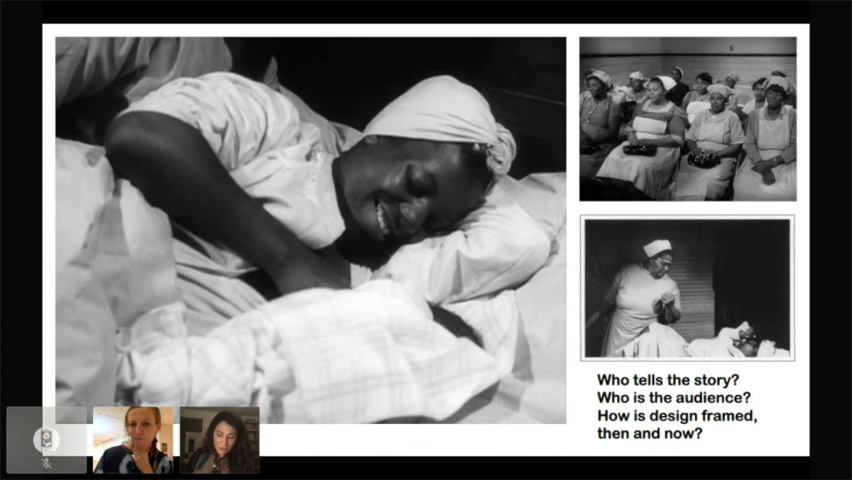 Who tells the story?
Who is the audience?
How is design framed,
then and now?